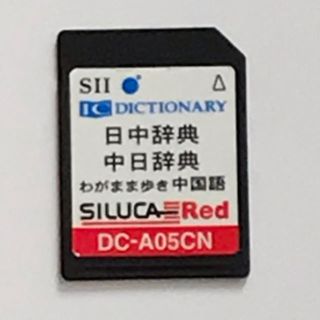 SII
IC DICTIONARY
日中辞典
中日辞典
わがまま歩き中国語
SILUCA Red
DC-A05CN